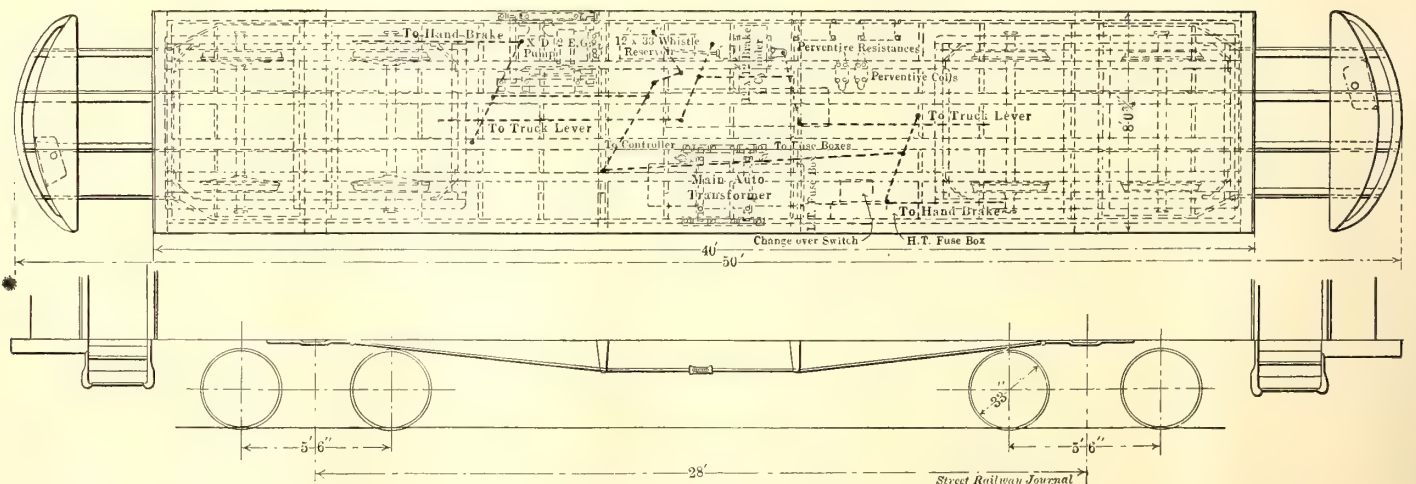 To Hand-Brake
Pump
12 x 33 Whistle
Reservoir
Brake
Cylinder
Perventive Resistances
Perventive Coils
8'0¾"
To Truck Lever
To Truck Lever
To Controller
To Fuse Boxes
Main Auto
Transformer
L.T. Fuse Box
To Hand Brake
Change over Switch
H.T. Fuse Box
40'
50'
33"
5' 6"
5' 6"
28'
Street Railway Journal